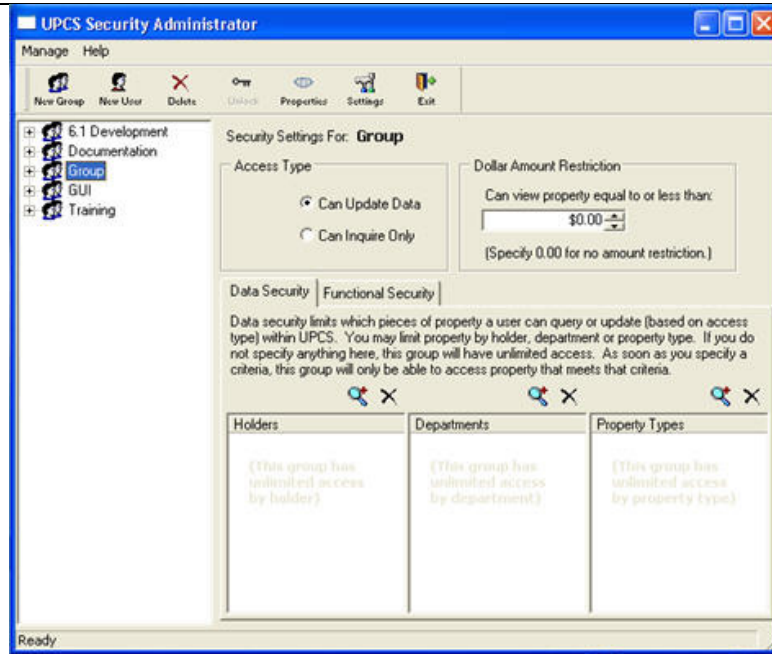 UPCS Security Administrator
Manage Help
New Group New User Delete Unlock Properties Settings Exit
6.1 Development
Documentation
Group
GUI
Training
Security Settings For: Group
Access Type
Can Update Data
Can Inquire Only
Dollar Amount Restriction
Can view property equal to or less than:
$0.00
(Specify 0.00 for no amount restriction.)
Data Security Functional Security
Data security limits which pieces of property a user can query or update (based on access
type) within UPCS. You may limit property by holder, department or property type. If you do
not specify anything here, this group will have unlimited access. As soon as you specify a
criteria, this group will only be able to access property that meets that criteria.
Holders Departments Property Types
(This group has
unlimited access
by holder)
(This group has
unlimited access
by department)
(This group has
unlimited access
by property type)
Ready